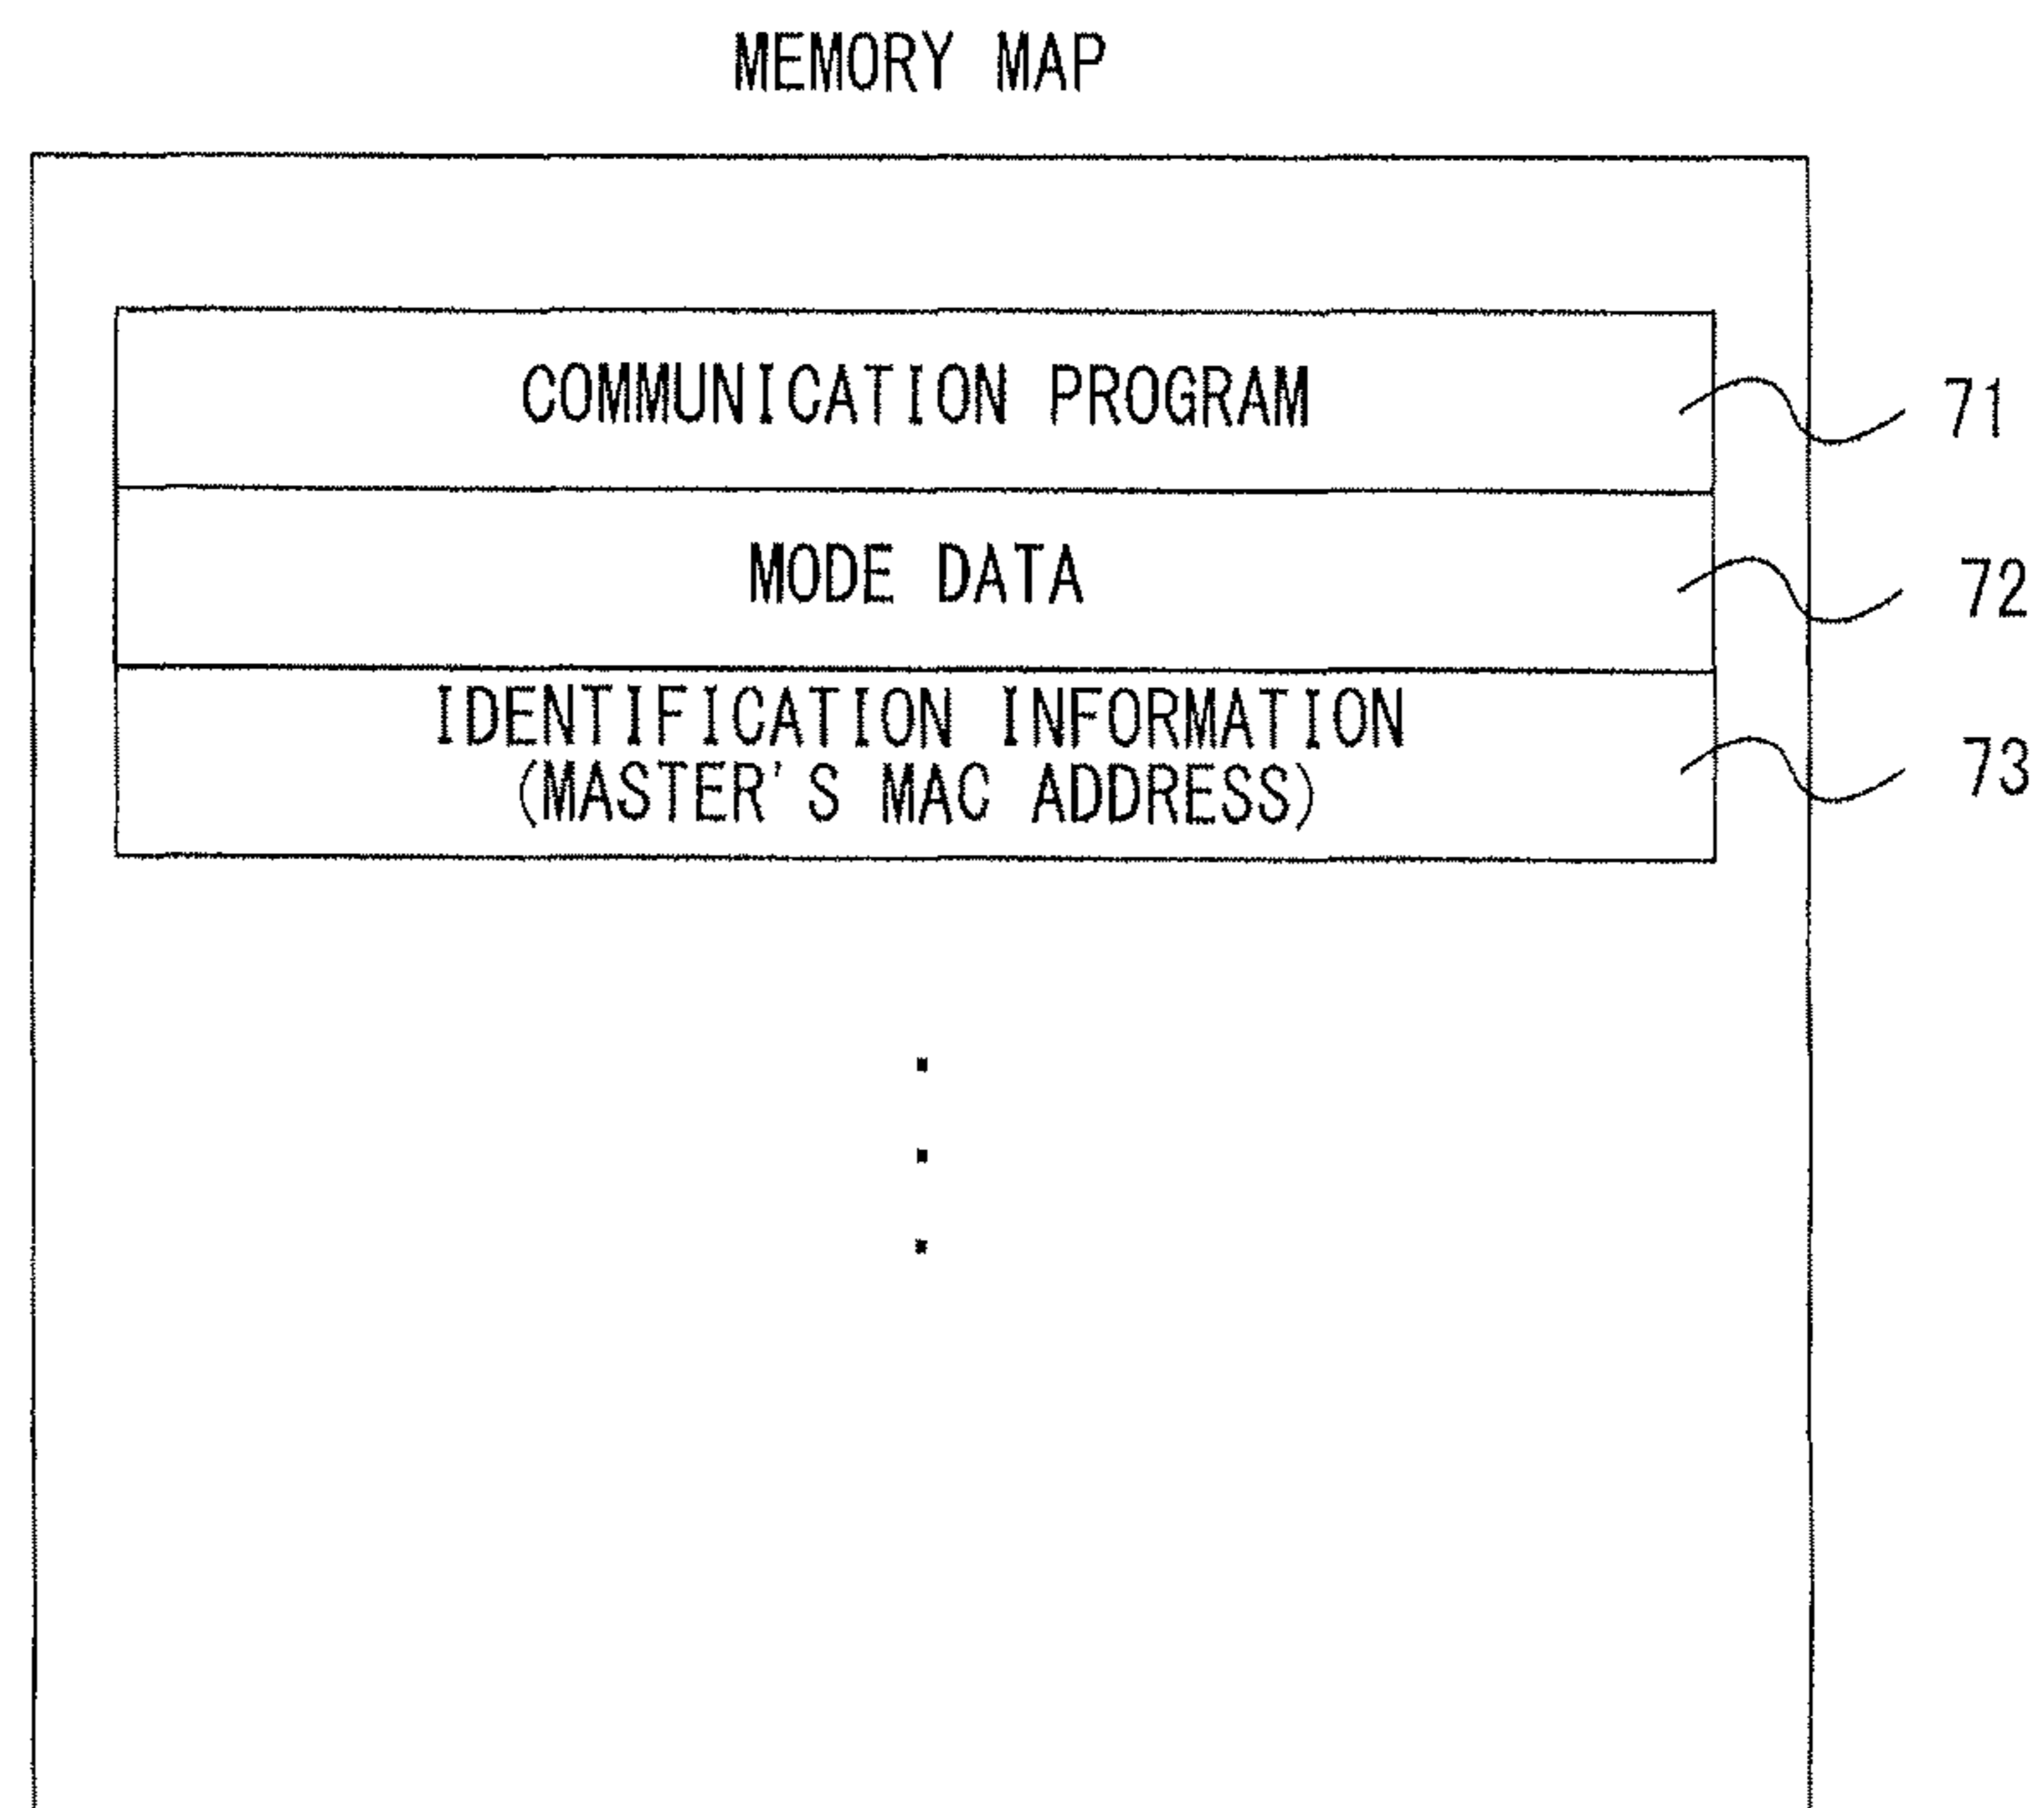 MEMORY MAP
COMMUNICATION PROGRAM
71
MODE DATA
72
IDENTIFICATION INFORMATION
(MASTER'S MAC ADDRESS)
73